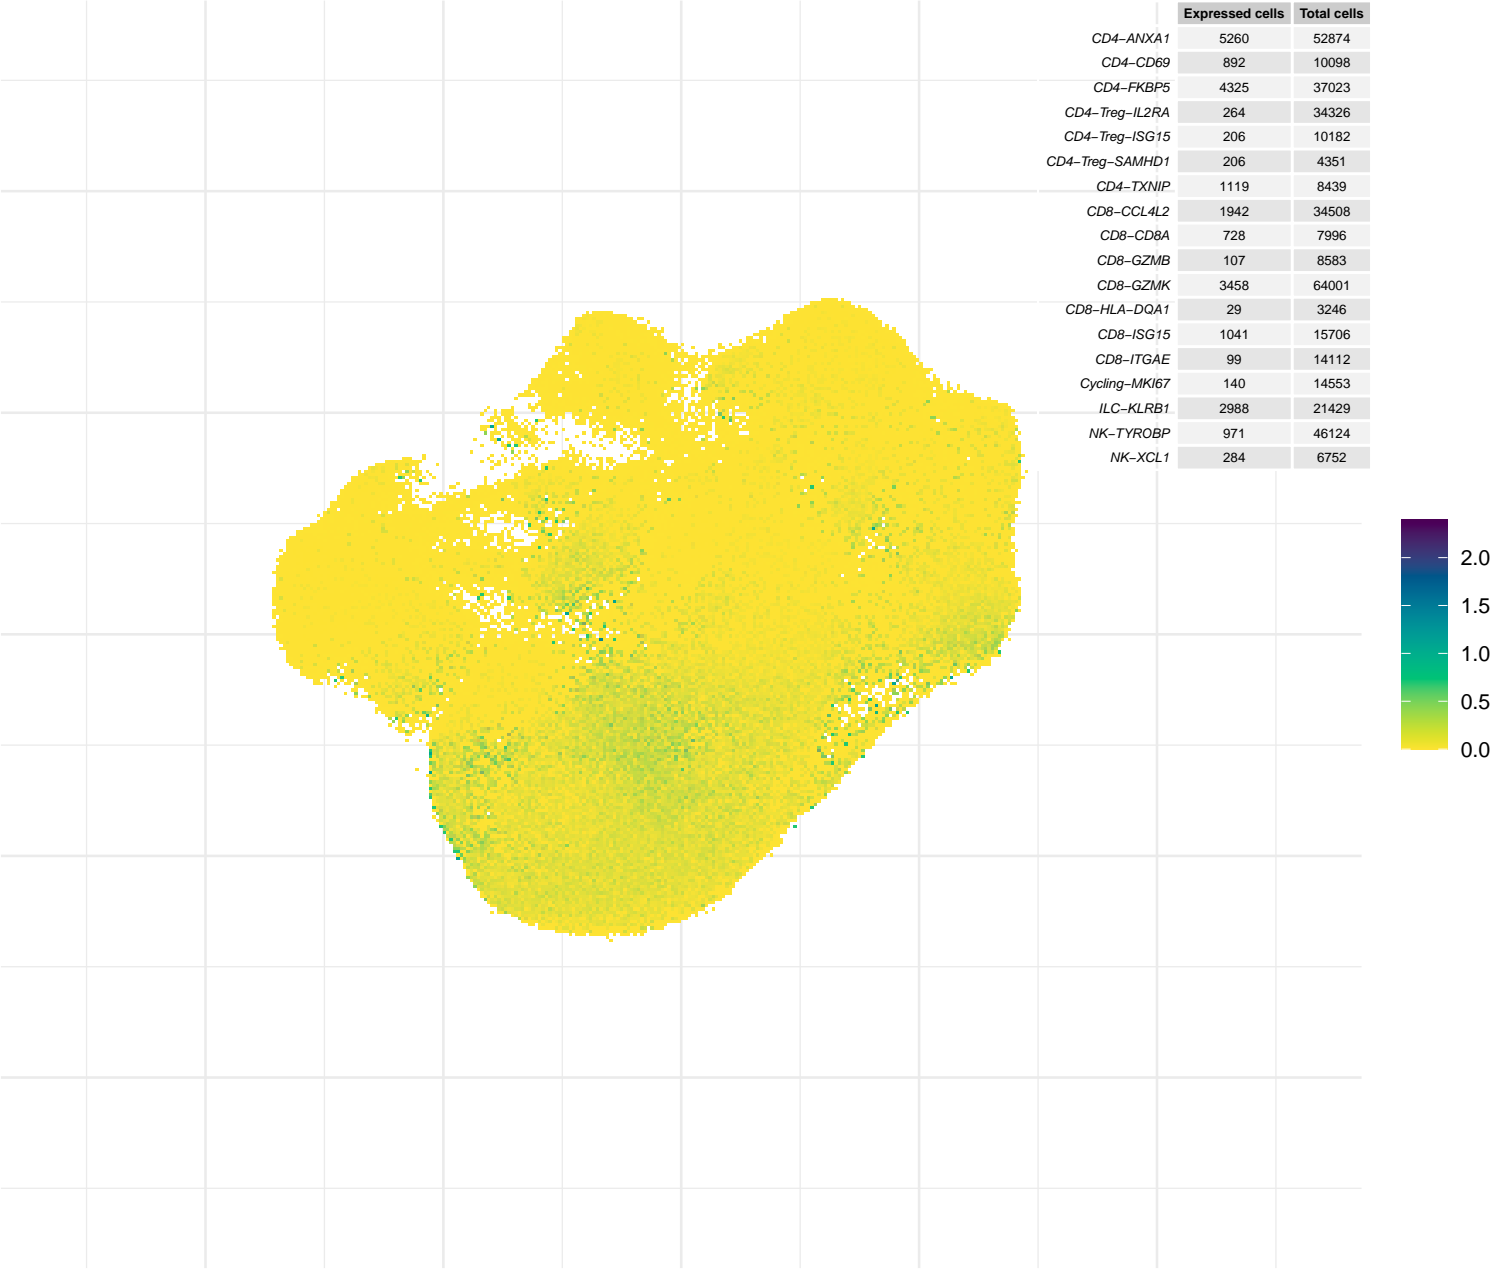 Expressed cells Total cells
CD4−ANXA1 5260 52874
CD4−CD69 892 10098
CD4−FKBP5 4325 37023
CD4−Treg−IL2RA 264 34326
CD4−Treg−ISG15 206 10182
CD4−Treg−SAMHD1 206 4351
CD4−TXNIP 1119 8439
CD8−CCL4L2 1942 34508
CD8−CD8A 728 7996
CD8−GZMB 107 8583
CD8−GZMK 3458 64001
CD8−HLA−DQA1 29 3246
CD8−ISG15 1041 15706
CD8−ITGAE 99 14112
Cycling−MKI67 140 14553
ILC−KLRB1 2988 21429
NK−TYROBP 971 46124
NK−XCL1 284 6752
2.0
1.5
1.0
0.5
0.0